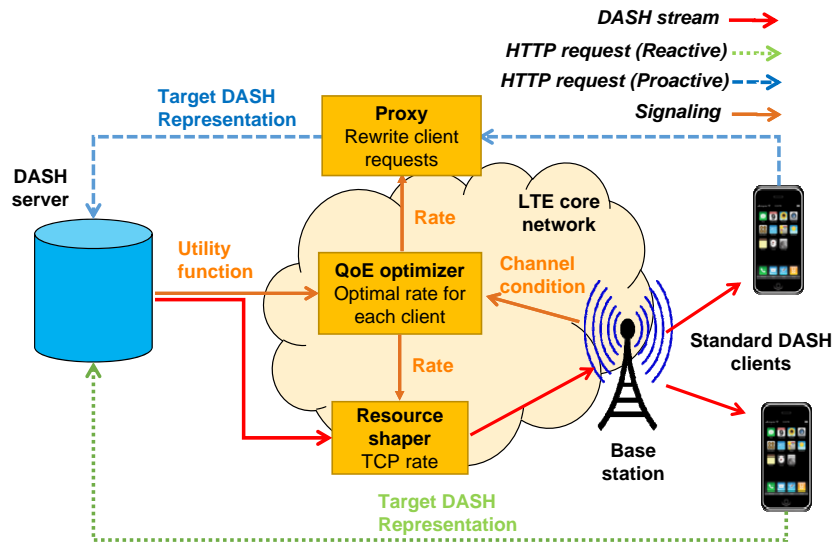 DASH stream
HTTP request (Reactive)
HTTP request (Proactive)
Signaling
Target DASH
Representation
Proxy
Rewrite client
requests
DASH
server
LTE core
network
Rate
Utility
function
QoE optimizer
Optimal rate for
each client
Channel
condition
Standard DASH
clients
Rate
Resource
shaper
TCP rate
Base
station
Target DASH
Representation